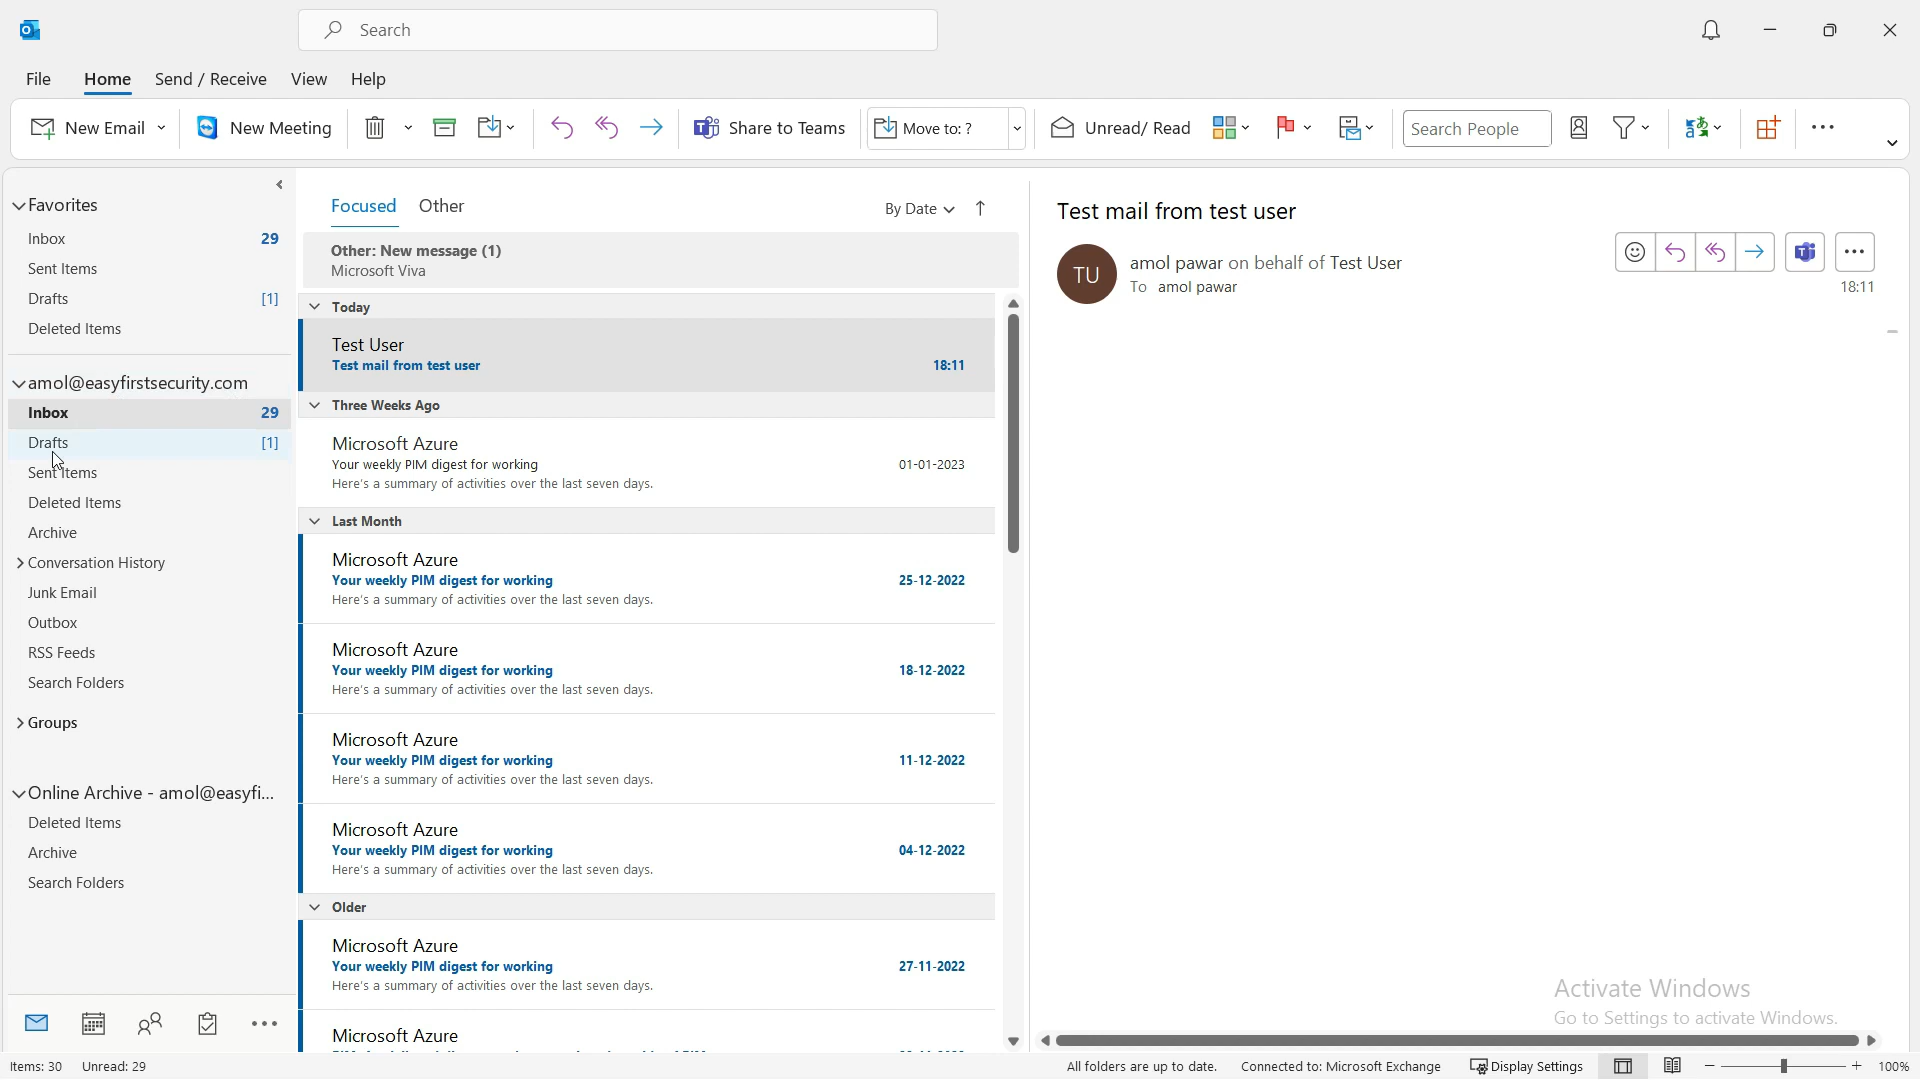 Search
File Home Send / Receive View Help
New Email New Meeting Share to Teams Move to: ? Unread/ Read Search People
Favorites
Inbox 29
Sent Items
Drafts [1]
Deleted Items
amol@easyfirstsecurity.com
Inbox 29
Drafts [1]
Sent Items
Deleted Items
Archive
Conversation History
Junk Email
Outbox
RSS Feeds
Search Folders
Groups
Online Archive - amol@easyfi...
Deleted Items
Archive
Search Folders
Items: 30 Unread: 29
Focused Other By Date
Other: New message (1)
Microsoft Viva
Today
Test User
Test mail from test user 18:11
Three Weeks Ago
Microsoft Azure
Your weekly PIM digest for working 01-01-2023
Here's a summary of activities over the last seven days.
Last Month
Microsoft Azure
Your weekly PIM digest for working 25-12-2022
Here's a summary of activities over the last seven days.
Microsoft Azure
Your weekly PIM digest for working 18-12-2022
Here's a summary of activities over the last seven days.
Microsoft Azure
Your weekly PIM digest for working 11-12-2022
Here's a summary of activities over the last seven days.
Microsoft Azure
Your weekly PIM digest for working 04-12-2022
Here's a summary of activities over the last seven days.
Older
Microsoft Azure
Your weekly PIM digest for working 27-11-2022
Here's a summary of activities over the last seven days.
Microsoft Azure
Test mail from test user
TU
amol pawar on behalf of Test User
To amol pawar
18:11
Activate Windows
Go to Settings to activate Windows.
All folders are up to date. Connected to: Microsoft Exchange Display Settings 100%